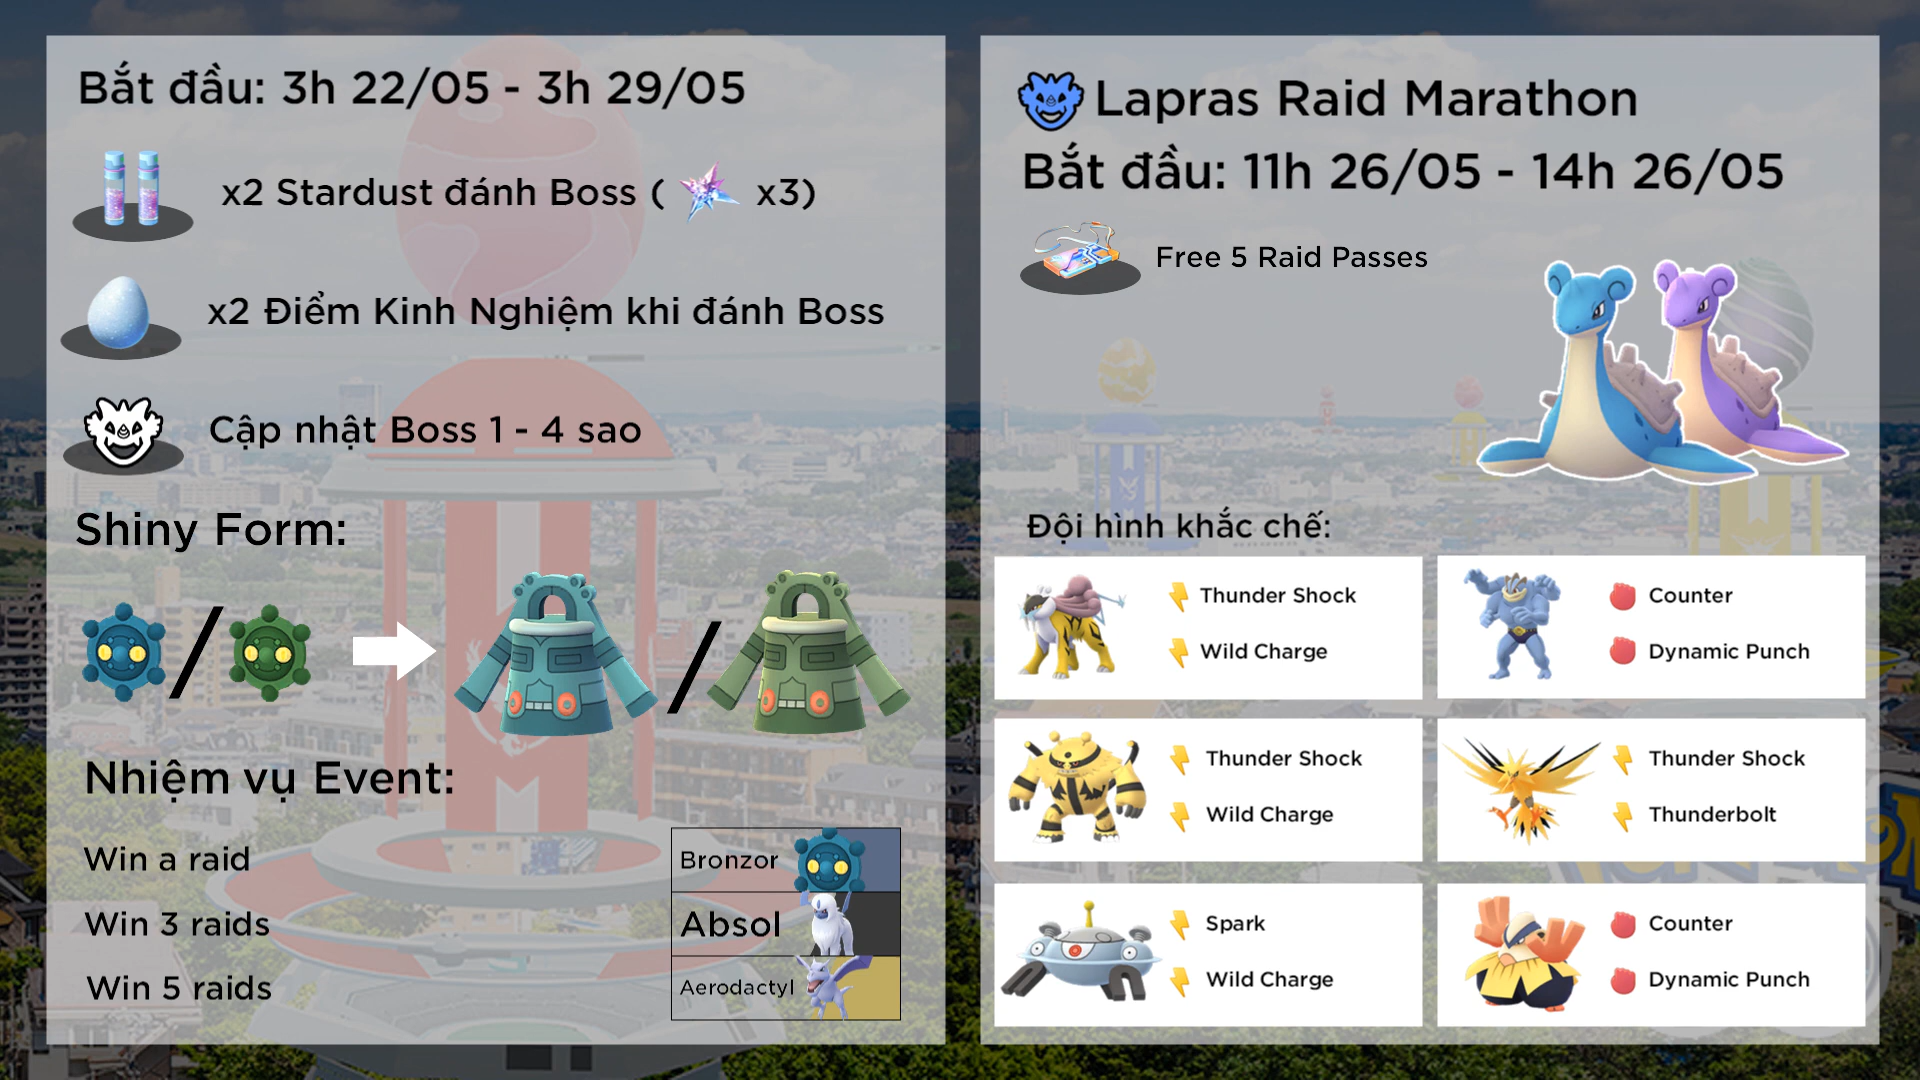 Bắt đầu: 3h 22/05 - 3h 29/05
x2 Stardust đánh Boss ( x3)
x2 Điểm Kinh Nghiệm khi đánh Boss
Cập nhật Boss 1 - 4 sao
Shiny Form:
Nhiệm vụ Event:
Win a raid
Bronzor
Win 3 raids
Absol
Win 5 raids
Aerodactyl
Lapras Raid Marathon
Bắt đầu: 11h 26/05 - 14h 26/05
Free 5 Raid Passes
Đội hình khắc chế:
Thunder Shock
Wild Charge
Counter
Dynamic Punch
Thunder Shock
Wild Charge
Thunder Shock
Thunderbolt
Spark
Wild Charge
Counter
Dynamic Punch